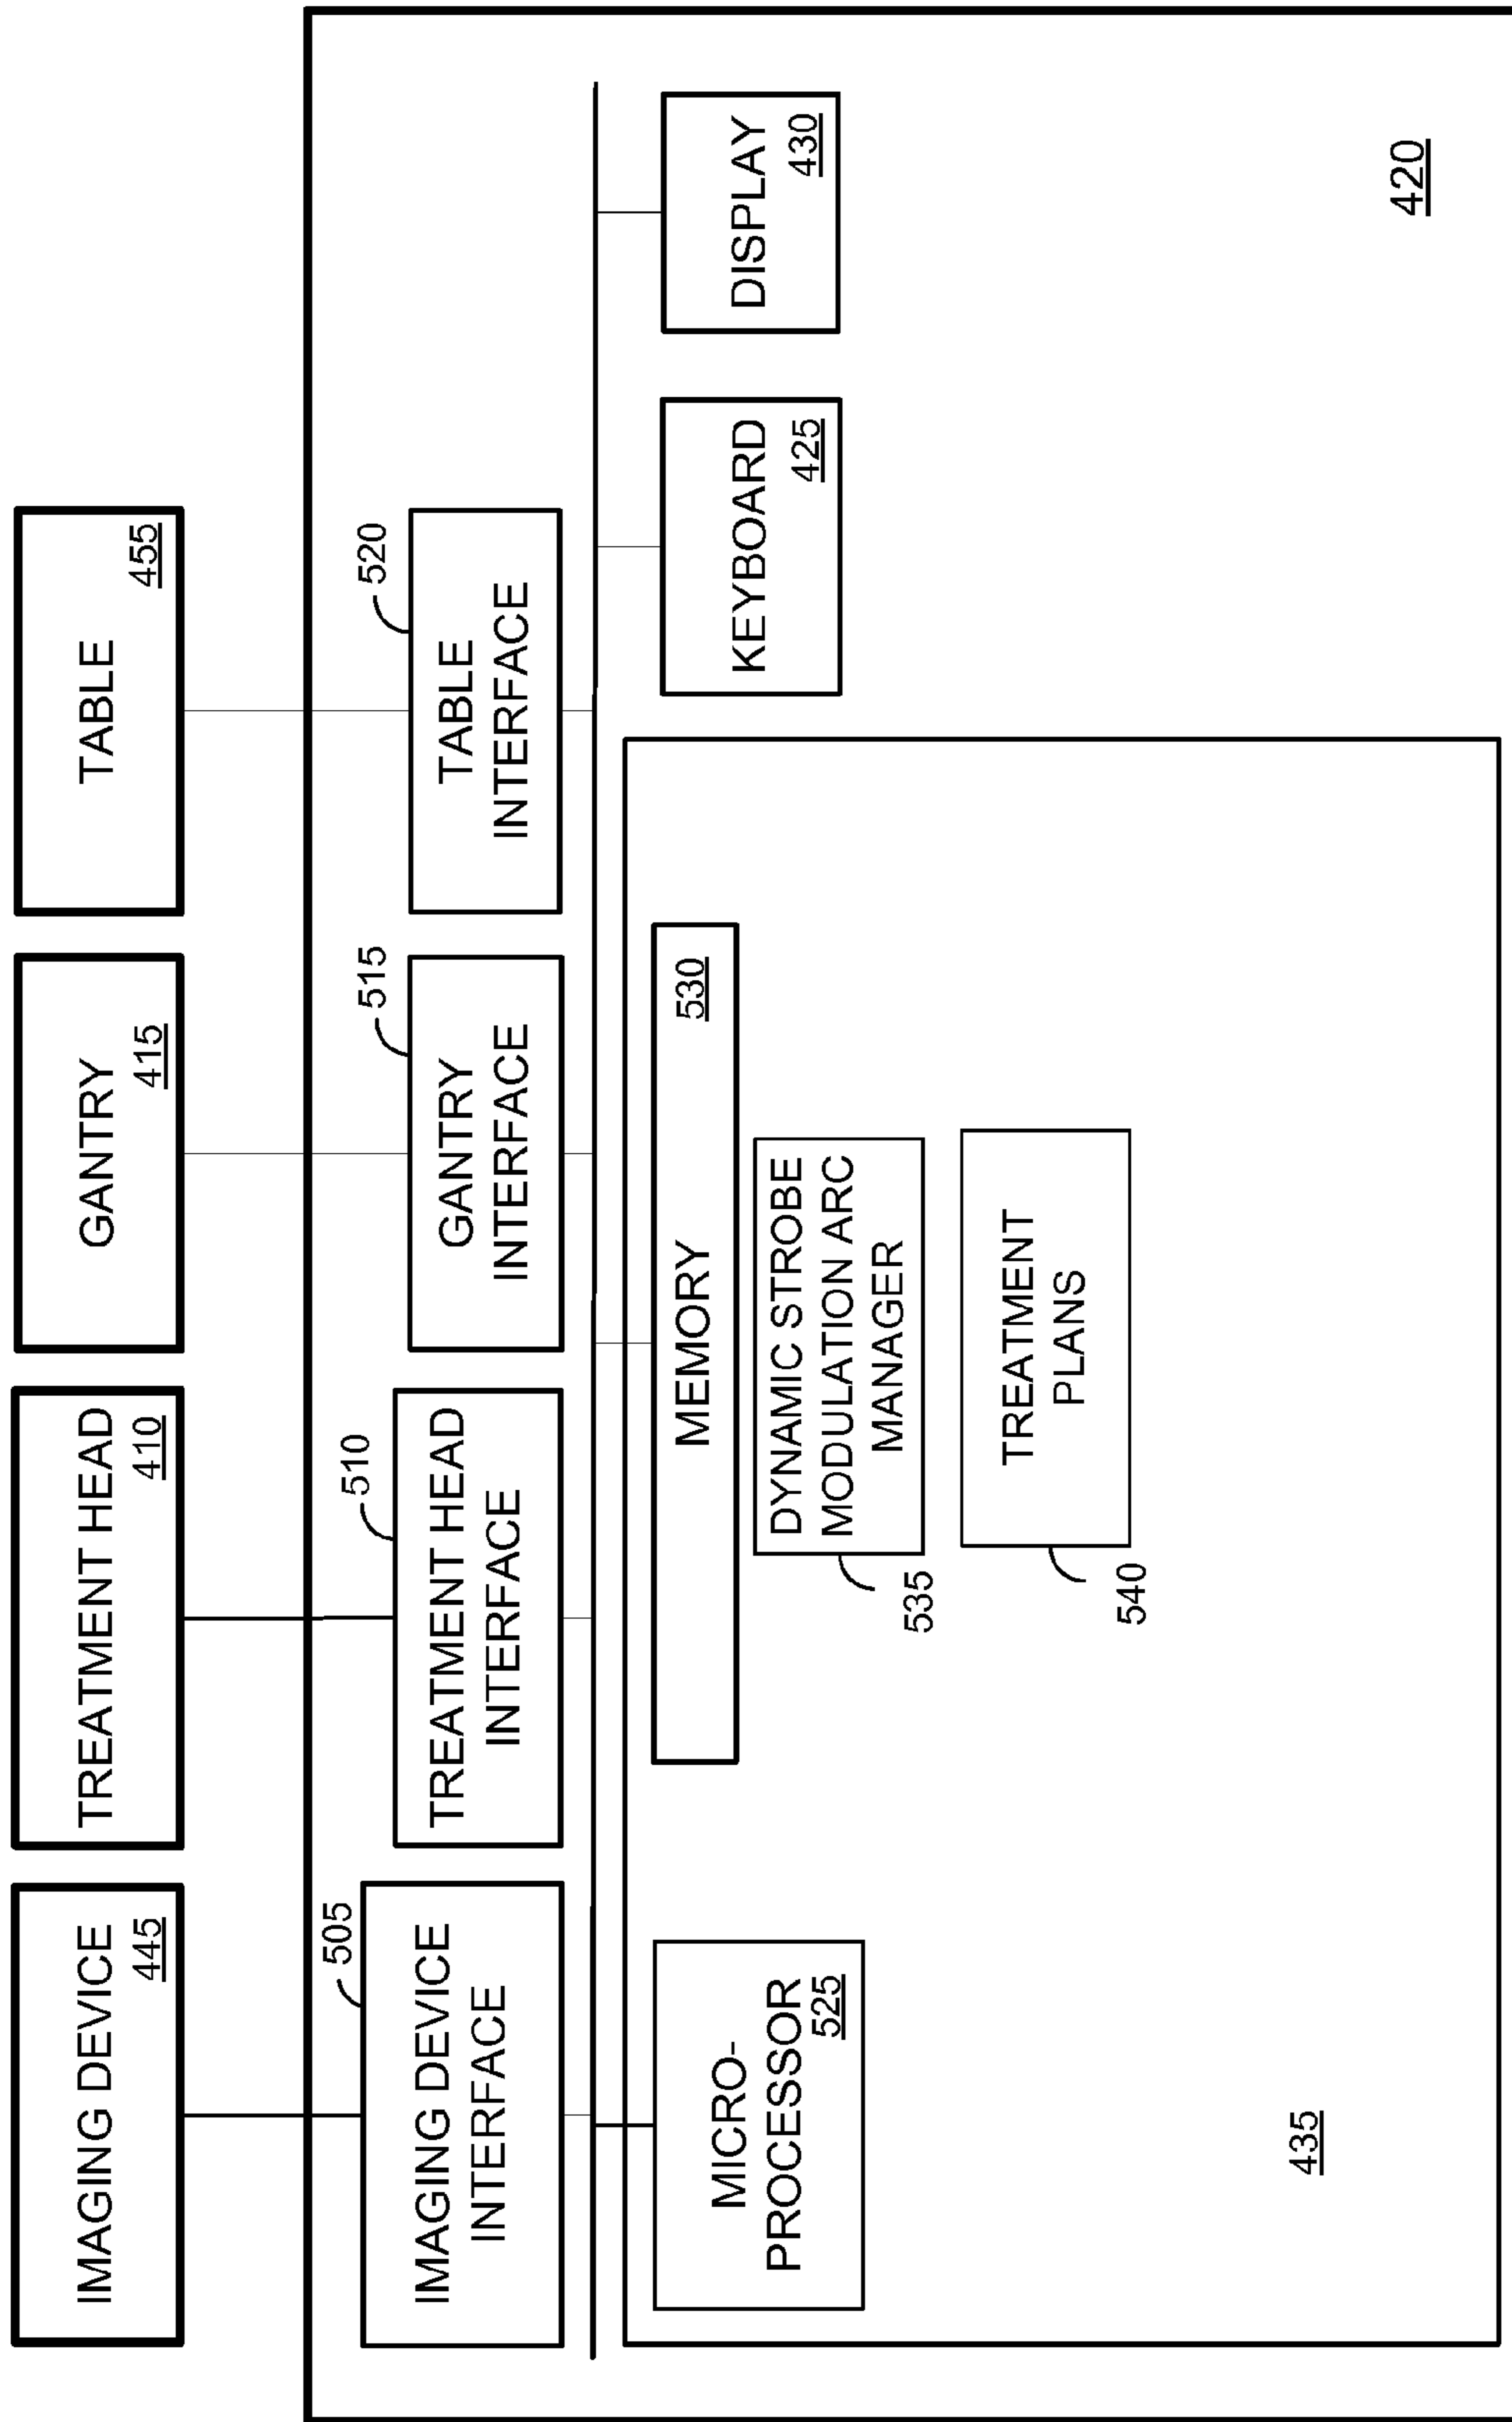 IMAGING DEVICE
445
TREATMENT HEAD
410
GANTRY
415
TABLE
455
505
IMAGING DEVICE
INTERFACE
510
TREATMENT HEAD
INTERFACE
515
GANTRY
INTERFACE
520
TABLE
INTERFACE
MICRO-
PROCESSOR
525
MEMORY
530
DYNAMIC STROBE
MODULATION ARC
MANAGER
535
TREATMENT
PLANS
540
KEYBOARD
425
DISPLAY
430
435
420